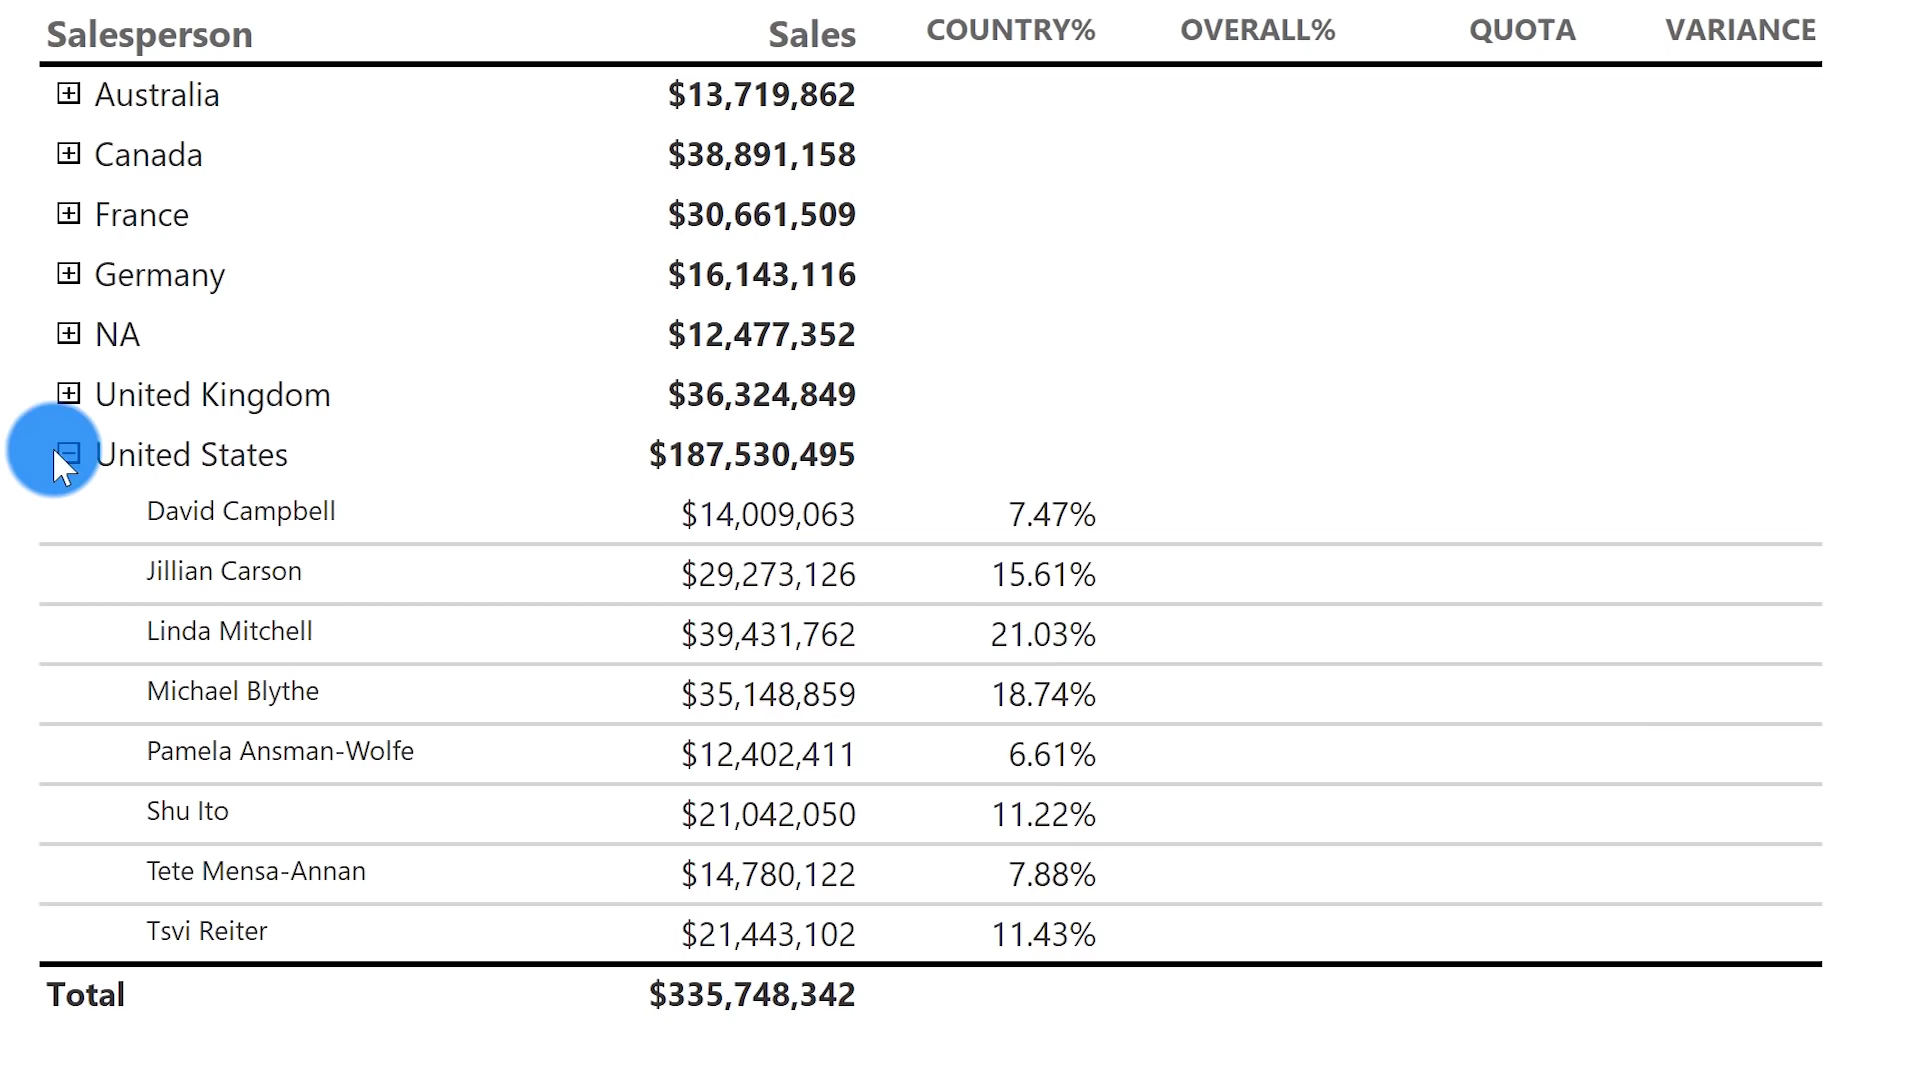 Salesperson Sales COUNTRY% OVERALL% QUOTA VARIANCE
Australia $13,719,862
Canada $38,891,158
France $30,661,509
Germany $16,143,116
NA $12,477,352
United Kingdom $36,324,849
United States $187,530,495
David Campbell $14,009,063 7.47%
Jillian Carson $29,273,126 15.61%
Linda Mitchell $39,431,762 21.03%
Michael Blythe $35,148,859 18.74%
Pamela Ansman-Wolfe $12,402,411 6.61%
Shu Ito $21,042,050 11.22%
Tete Mensa-Annan $14,780,122 7.88%
Tsvi Reiter $21,443,102 11.43%
Total $335,748,342